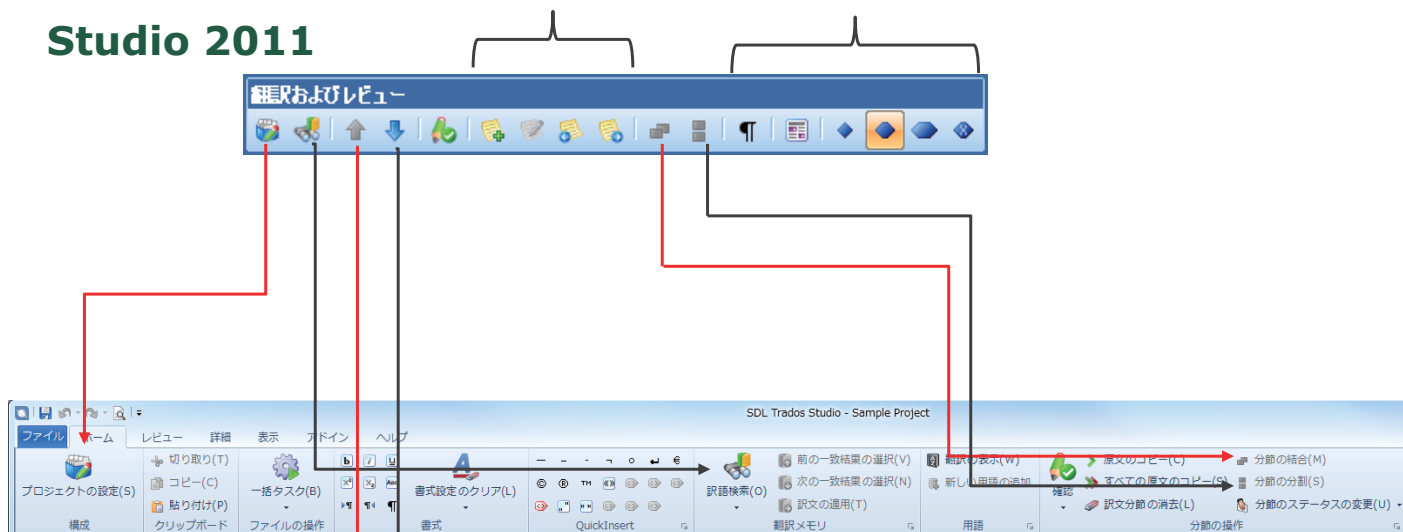 Studio 2011
翻訳およびレビュー
SDL Trados Studio - Sample Project
ファイル ホーム レビュー 詳細 表示 アドイン ヘルプ
プロジェクトの設定(S)
構成
切り取り(T)
コピー(C)
貼り付け(P)
クリップボード
一括タスク(B)
ファイルの操作
書式設定のクリア(L)
書式
QuickInsert
訳語検索(O)
前の一致結果の選択(V)
次の一致結果の選択(N)
訳文の適用(T)
翻訳メモリ
翻訳の表示(W)
新しい用語の追加
用語
確認
原文のコピー(C)
すべての原文のコピー(S)
訳文分節の消去(L)
分節の結合(M)
分節の分割(S)
分節のステータスの変更(U)
分節の操作